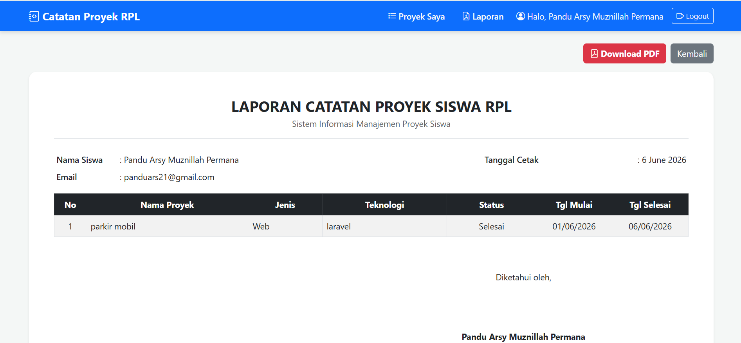 Catatan Proyek RPL Proyek Saya Laporan Halo, Pandu Arsy Muznillah Permana Logout
Download PDF Kembali
LAPORAN CATATAN PROYEK SISWA RPL
Sistem Informasi Manajemen Proyek Siswa
Nama Siswa : Pandu Arsy Muznillah Permana Tanggal Cetak : 6 June 2026
Email : panduars21@gmail.com
No Nama Proyek Jenis Teknologi Status Tgl Mulai Tgl Selesai
1 parkir mobil Web laravel Selesai 01/06/2026 06/06/2026
Diketahui oleh,
Pandu Arsy Muznillah Permana